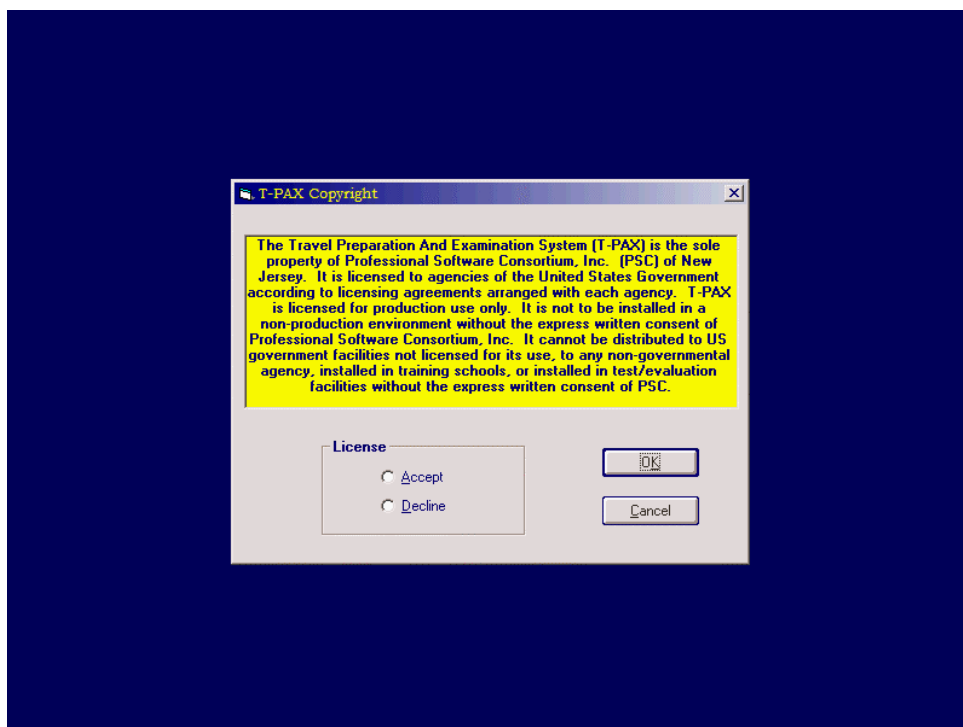 T-PAX Copyright
The Travel Preparation And Examination System (T-PAX) is the sole
property of Professional Software Consortium, Inc. (PSC) of New
Jersey. It is licensed to agencies of the United States Government
according to licensing agreements arranged with each agency. T-PAX
is licensed for production use only. It is not to be installed in a
non-production environment without the express written consent of
Professional Software Consortium, Inc. It cannot be distributed to US
government facilities not licensed for its use, to any non-governmental
agency, installed in training schools, or installed in test/evaluation
facilities without the express written consent of PSC.
License
Accept
Decline
OK
Cancel